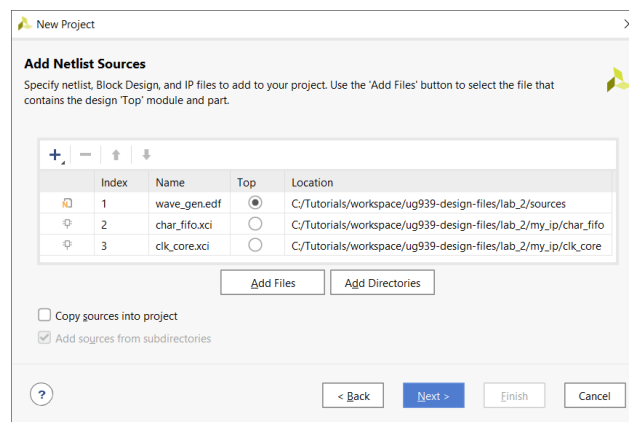 New Project
Add Netlist Sources
Specify netlist, Block Design, and IP files to add to your project. Use the 'Add Files' button to select the file that
contains the design 'Top' module and part.
Index Name Top Location
1 wave_gen.edf C:/Tutorials/workspace/ug939-design-files/lab_2/sources
2 char_fifo.xci C:/Tutorials/workspace/ug939-design-files/lab_2/my_ip/char_fifo
3 clk_core.xci C:/Tutorials/workspace/ug939-design-files/lab_2/my_ip/clk_core
Add Files Add Directories
Copy sources into project
Add sources from subdirectories
? < Back Next > Finish Cancel